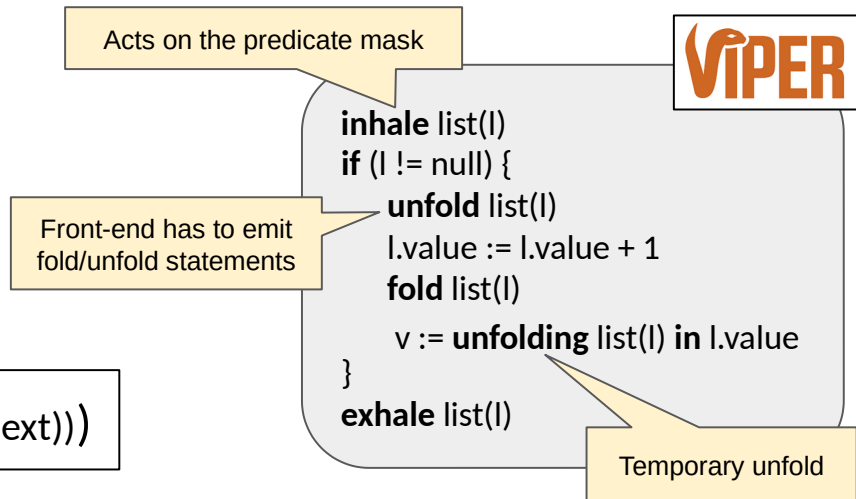 Acts on the predicate mask
VIPER
inhale list(l)
if (l != null) {
unfold list(l)
Front-end has to emit
fold/unfold statements
l.value := l.value + 1
fold list(l)
v := unfolding list(l) in l.value
}
exhale list(l)
ext)))
Temporary unfold